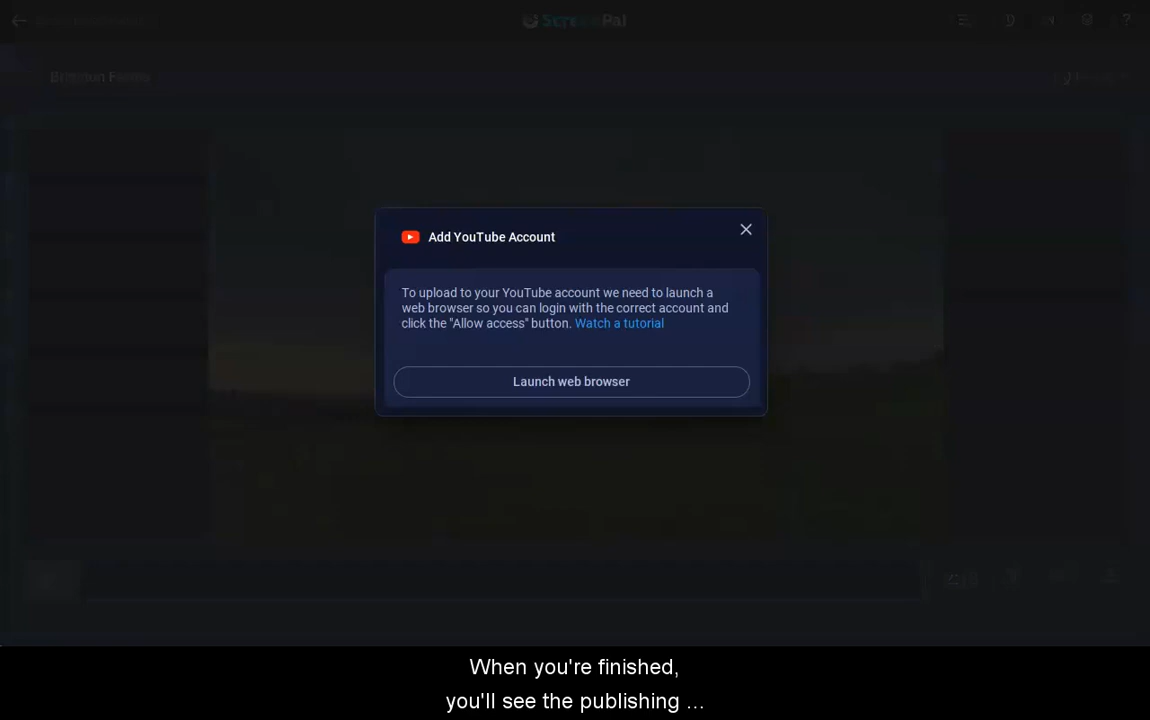 ScreenPal
Add YouTube Account
To upload to your YouTube account we need to launch a
web browser so you can login with the correct account and
click the "Allow access" button. Watch a tutorial
Launch web browser
When you're finished,
you'll see the publishing ...